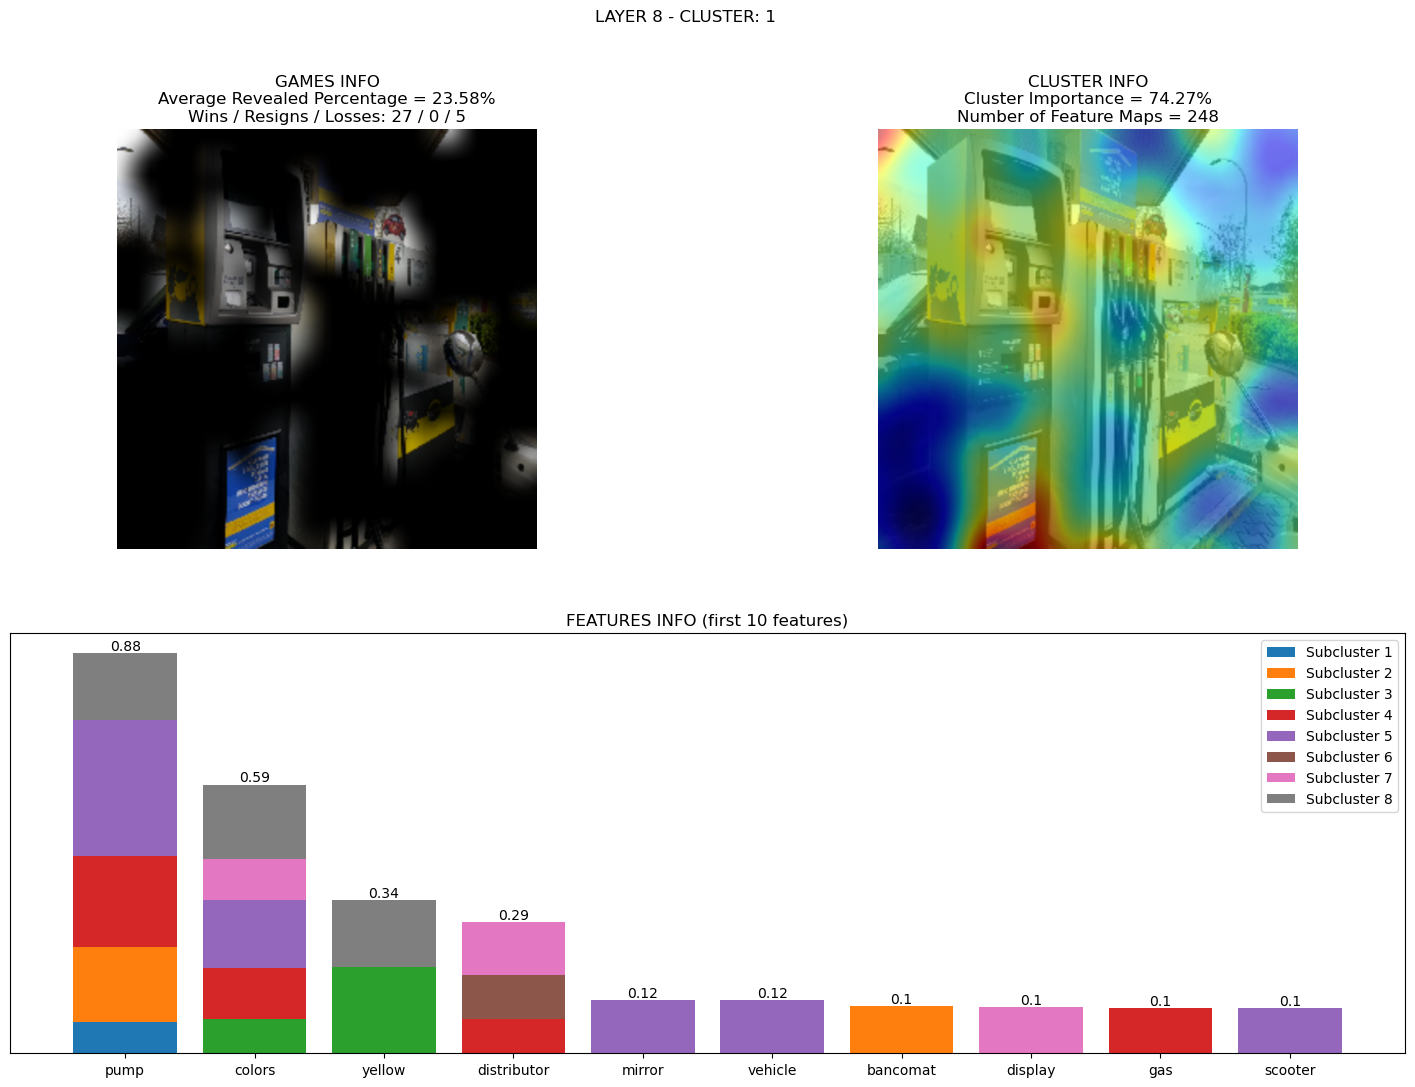 LAYER 8 - CLUSTER: 1
GAMES INFO
Average Revealed Percentage = 23.58%
Wins / Resigns / Losses: 27 / 0 / 5
CLUSTER INFO
Cluster Importance = 74.27%
Number of Feature Maps = 248
FEATURES INFO (first 10 features)
0.88
0.59
0.34
0.29
0.12
0.12
0.1
0.1
0.1
0.1
Subcluster 1
Subcluster 2
Subcluster 3
Subcluster 4
Subcluster 5
Subcluster 6
Subcluster 7
Subcluster 8
pump
colors
yellow
distributor
mirror
vehicle
bancomat
display
gas
scooter